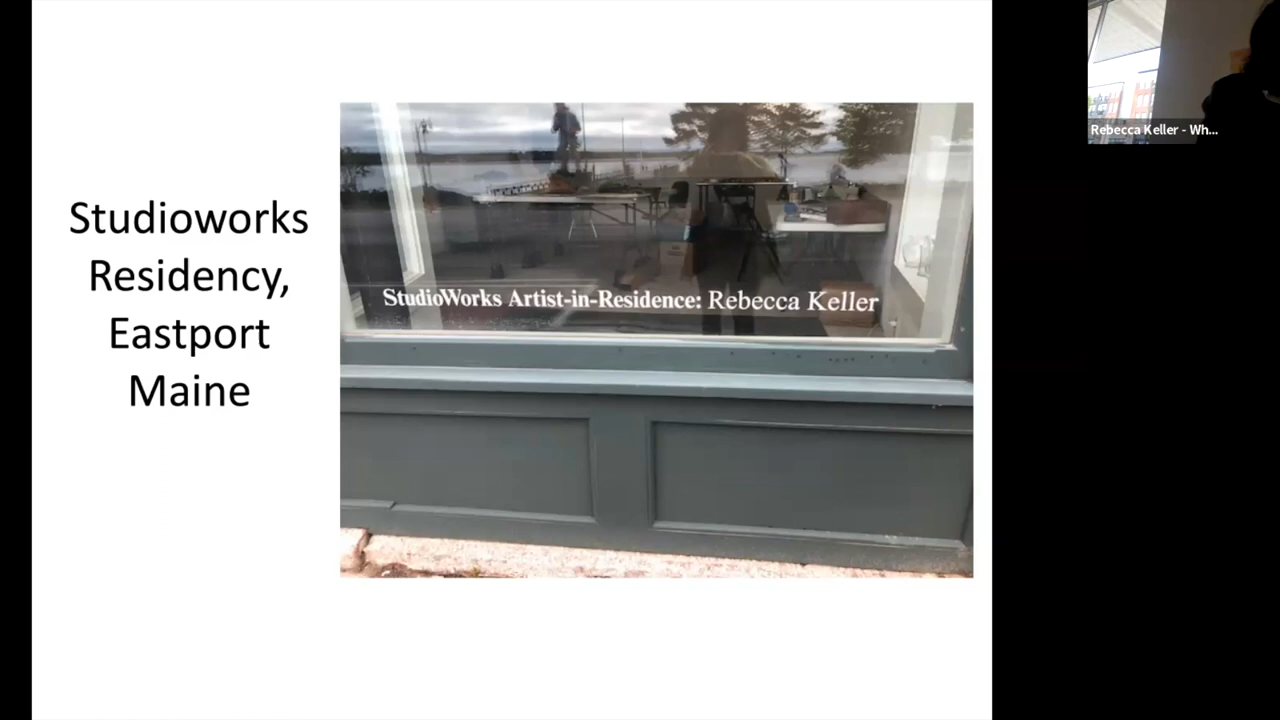 Studioworks
Residency,
Eastport
Maine
StudioWorks Artist-in-Residence: Rebecca Keller
Rebecca Keller - Wh...